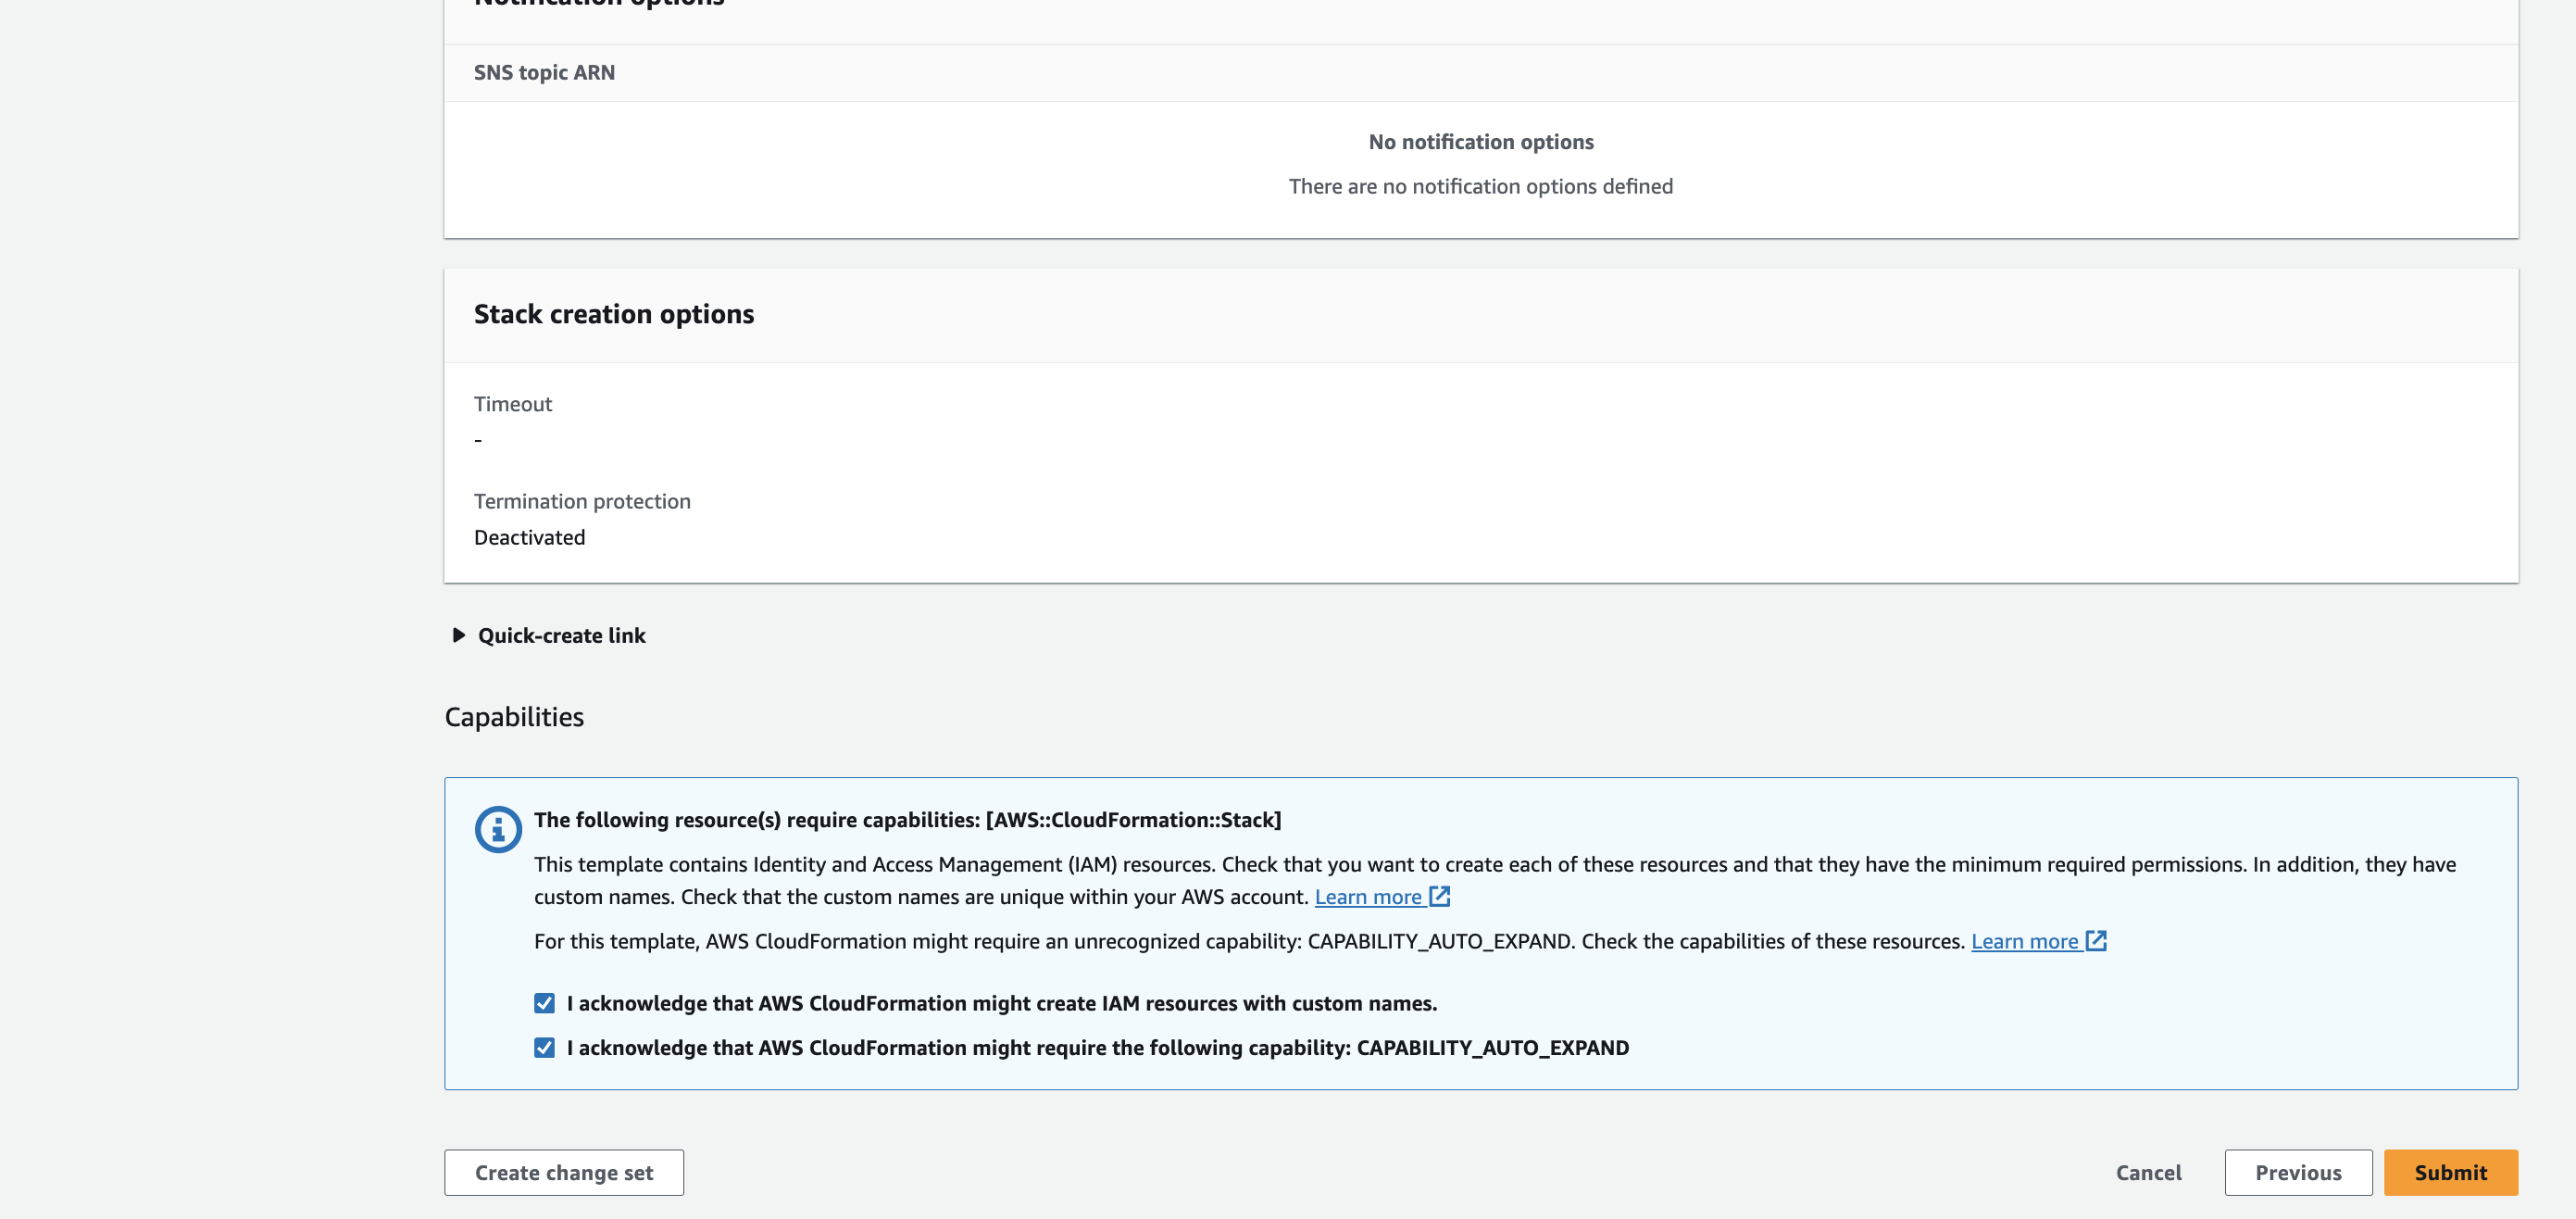 Notification options
SNS topic ARN
No notification options
There are no notification options defined
Stack creation options
Timeout
-
Termination protection
Deactivated
Quick-create link
Capabilities
The following resource(s) require capabilities: [AWS::CloudFormation::Stack]
This template contains Identity and Access Management (IAM) resources. Check that you want to create each of these resources and that they have the minimum required permissions. In addition, they have
custom names. Check that the custom names are unique within your AWS account. Learn more
For this template, AWS CloudFormation might require an unrecognized capability: CAPABILITY_AUTO_EXPAND. Check the capabilities of these resources. Learn more
I acknowledge that AWS CloudFormation might create IAM resources with custom names.
I acknowledge that AWS CloudFormation might require the following capability: CAPABILITY_AUTO_EXPAND
Create change set
Cancel
Previous
Submit